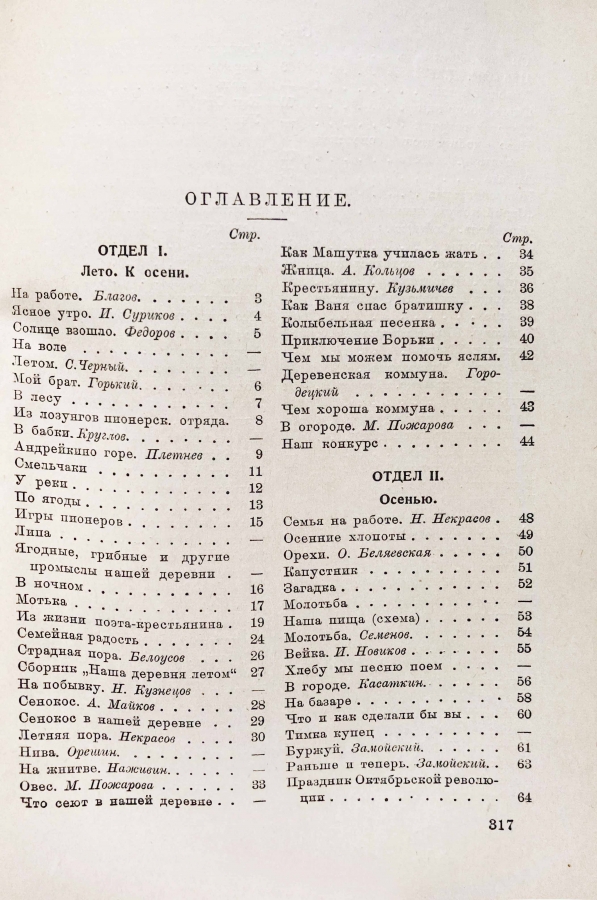 ОГЛАВЛЕНИЕ.
Стр.
ОТДЕЛ I.
Лето. К осени.
На работе. Благов. . . . . . . 3
Ясное утро. И. Суриков . . . . 4
Солнце взошло. Федоров . . . . 5
На воле . . . . . . . . . . —
Летом. С.Черный. . . . . . . . —
Мой брат. Горький . . . . . . 6
В лесу . . . . . . . . . . . 7
Из лозунгов пионерск. отряда. 8
В бабки. Круглов. . . . . . . —
Андрейкино горе. Плетнев . . 9
Смельчаки . . . . . . . . . 11
У реки . . . . . . . . . . . 12
По ягоды . . . . . . . . . . 13
Игры пионеров . . . . . . . . 15
Липа . . . . . . . . . . . . —
Ягодные, грибные и другие
промыслы нашей деревни . —
В ночном . . . . . . . . . . 16
Мотька . . . . . . . . . . . 17
Из жизни поэта-крестьянина . 19
Семейная радость . . . . . . 24
Страдная пора. Белоусов . . . 26
Сборник „Наша деревня летом“ 27
На побывку. Н. Кузнецов . . . —
Сенокос. А. Майков . . . . . 28
Сенокос в нашей деревне . . 29
Летняя пора. Некрасов . . . . 30
Нива. Орешин. . . . . . . . . —
На жнитве. Наживин. . . . . . —
Овес. М. Пожарова . . . . . . 33
Что сеют в нашей деревне . . —
Стр.
Как Машутка училась жать . . 34
Жница. А. Кольцов . . . . . . 35
Крестьянину. Кузьмичев . . . 36
Как Ваня спас братишку . . . 38
Колыбельная песенка . . . . . 39
Приключение Борьки . . . . . 40
Чем мы можем помочь яслям. 42
Деревенская коммуна. Горо-
децкий . . . . . . . . . . —
Чем хороша коммуна . . . . . 43
В огороде. М. Пожарова . . . —
Наш конкурс . . . . . . . . . 44
ОТДЕЛ II.
Осенью.
Семья на работе. Н. Некрасов . 48
Осенние хлопоты . . . . . . . 49
Орехи. О. Беляевская . . . . . 50
Капустник . . . . . . . . . . 51
Загадка . . . . . . . . . . . 52
Молотьба . . . . . . . . . . —
Наша пища (схема) . . . . . . 53
Молотьба. Семенов. . . . . . 54
Вейка. И. Новиков . . . . . . 55
Хлебу мы песню поем . . . . . —
В городе. Касаткин. . . . . . 56
На базаре . . . . . . . . . . 58
Что и как сделали бы вы . . . 60
Тимка купец . . . . . . . . . —
Буржуй. Замойский. . . . . . 61
Раньше и теперь. Замойский. . 63
Праздник Октябрьской револю-
ции . . . . . . . . . . . 64
317